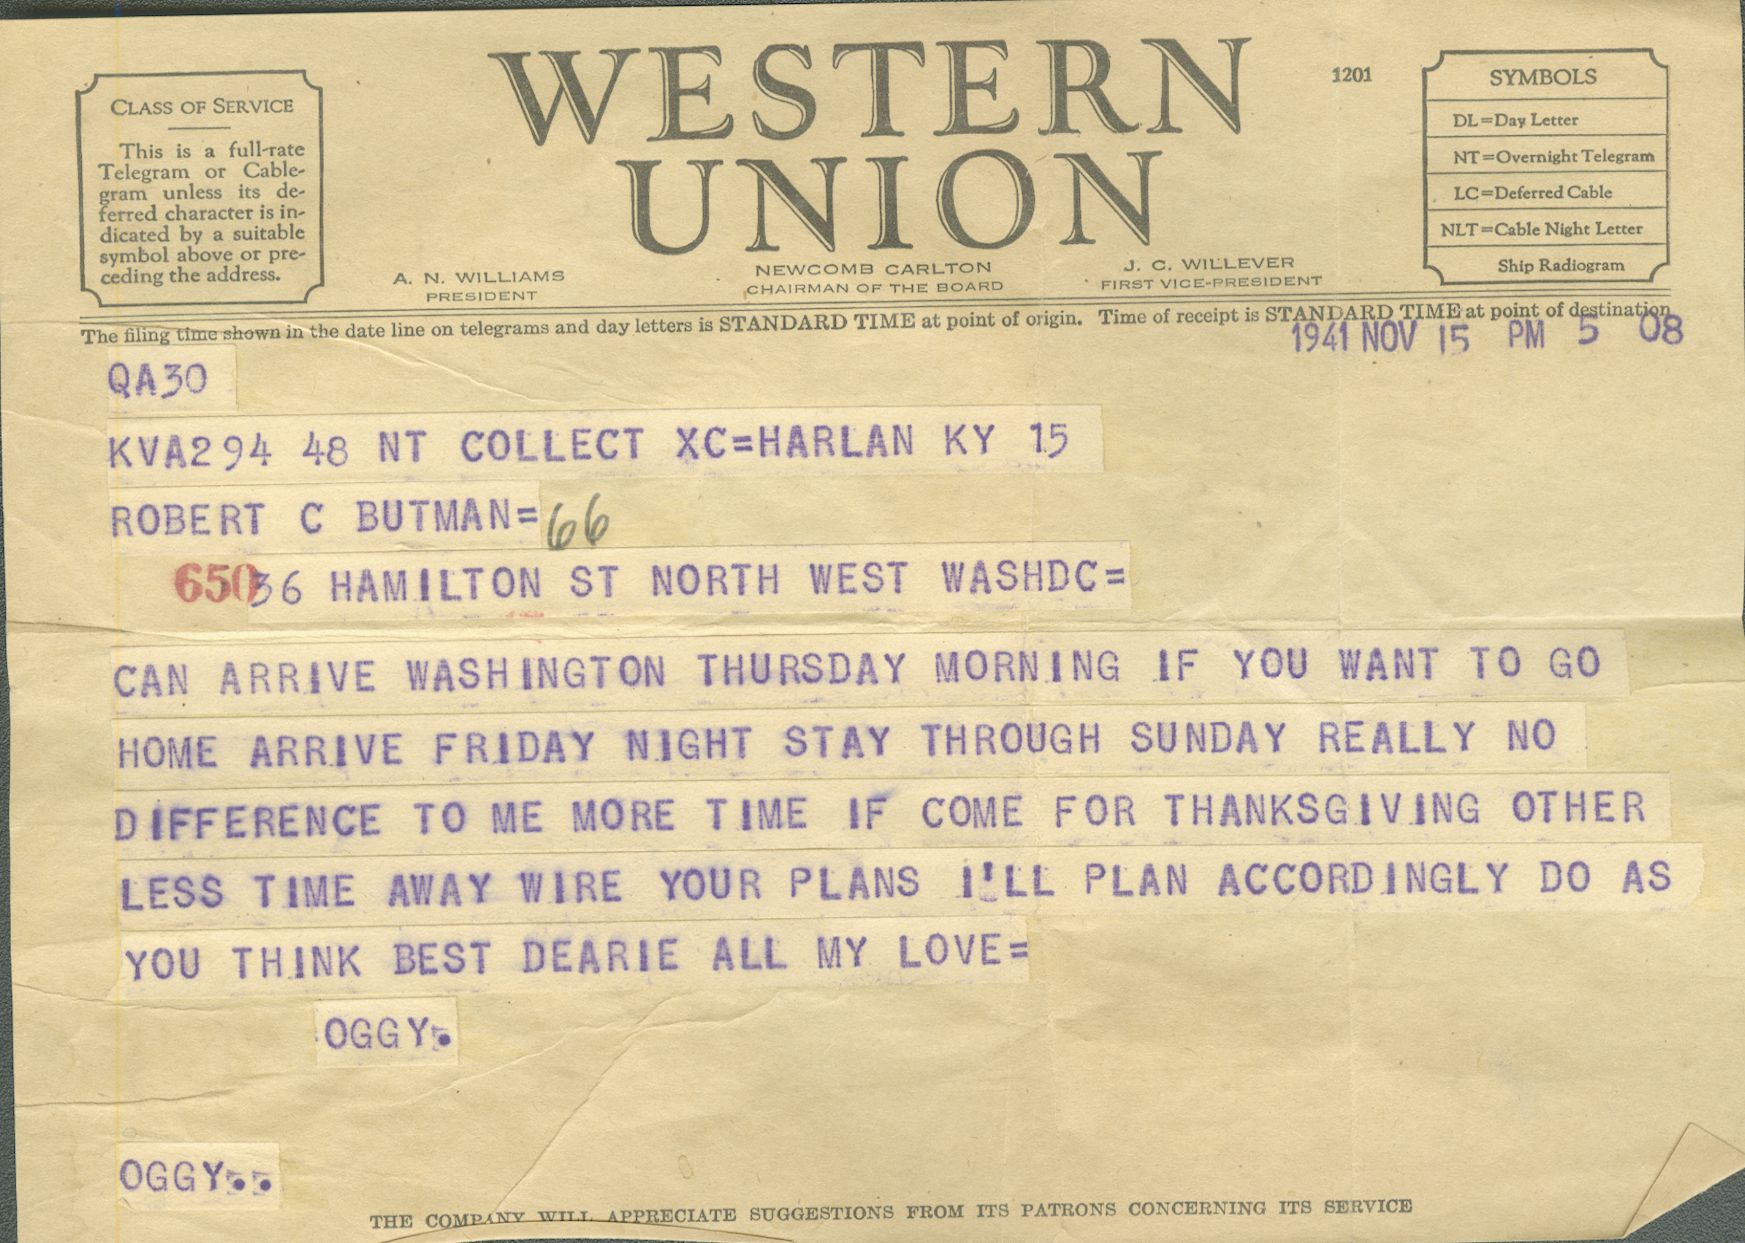 WESTERN
UNION
1201
CLASS OF SERVICE
This is a full-rate
Telegram or Cable-
gram unless its de-
ferred character is in-
dicated by a suitable
symbol above or pre-
ceding the address.
A. N. WILLIAMS
PRESIDENT
NEWCOMB CARLTON
CHAIRMAN OF THE BOARD
J. C. WILLEVER
FIRST VICE-PRESIDENT
SYMBOLS
DL=Day Letter
NT=Overnight Telegram
LC=Deferred Cable
NLT=Cable Night Letter
Ship Radiogram
The filing time shown in the date line on telegrams and day letters is STANDARD TIME at point of origin. Time of receipt is STANDARD TIME at point of destination
1941 NOV 15 PM 5 08
QA30
KVA294 48 NT COLLECT XC=HARLAN KY 15
ROBERT C BUTMAN= 66
650 36 HAMILTON ST NORTH WEST WASHDC=
CAN ARRIVE WASHINGTON THURSDAY MORNING IF YOU WANT TO GO
HOME ARRIVE FRIDAY NIGHT STAY THROUGH SUNDAY REALLY NO
DIFFERENCE TO ME MORE TIME IF COME FOR THANKSGIVING OTHER
LESS TIME AWAY WIRE YOUR PLANS I'LL PLAN ACCORDINGLY DO AS
YOU THINK BEST DEARIE ALL MY LOVE=
OGGY.
OGGY..
THE COMPANY WILL APPRECIATE SUGGESTIONS FROM ITS PATRONS CONCERNING ITS SERVICE